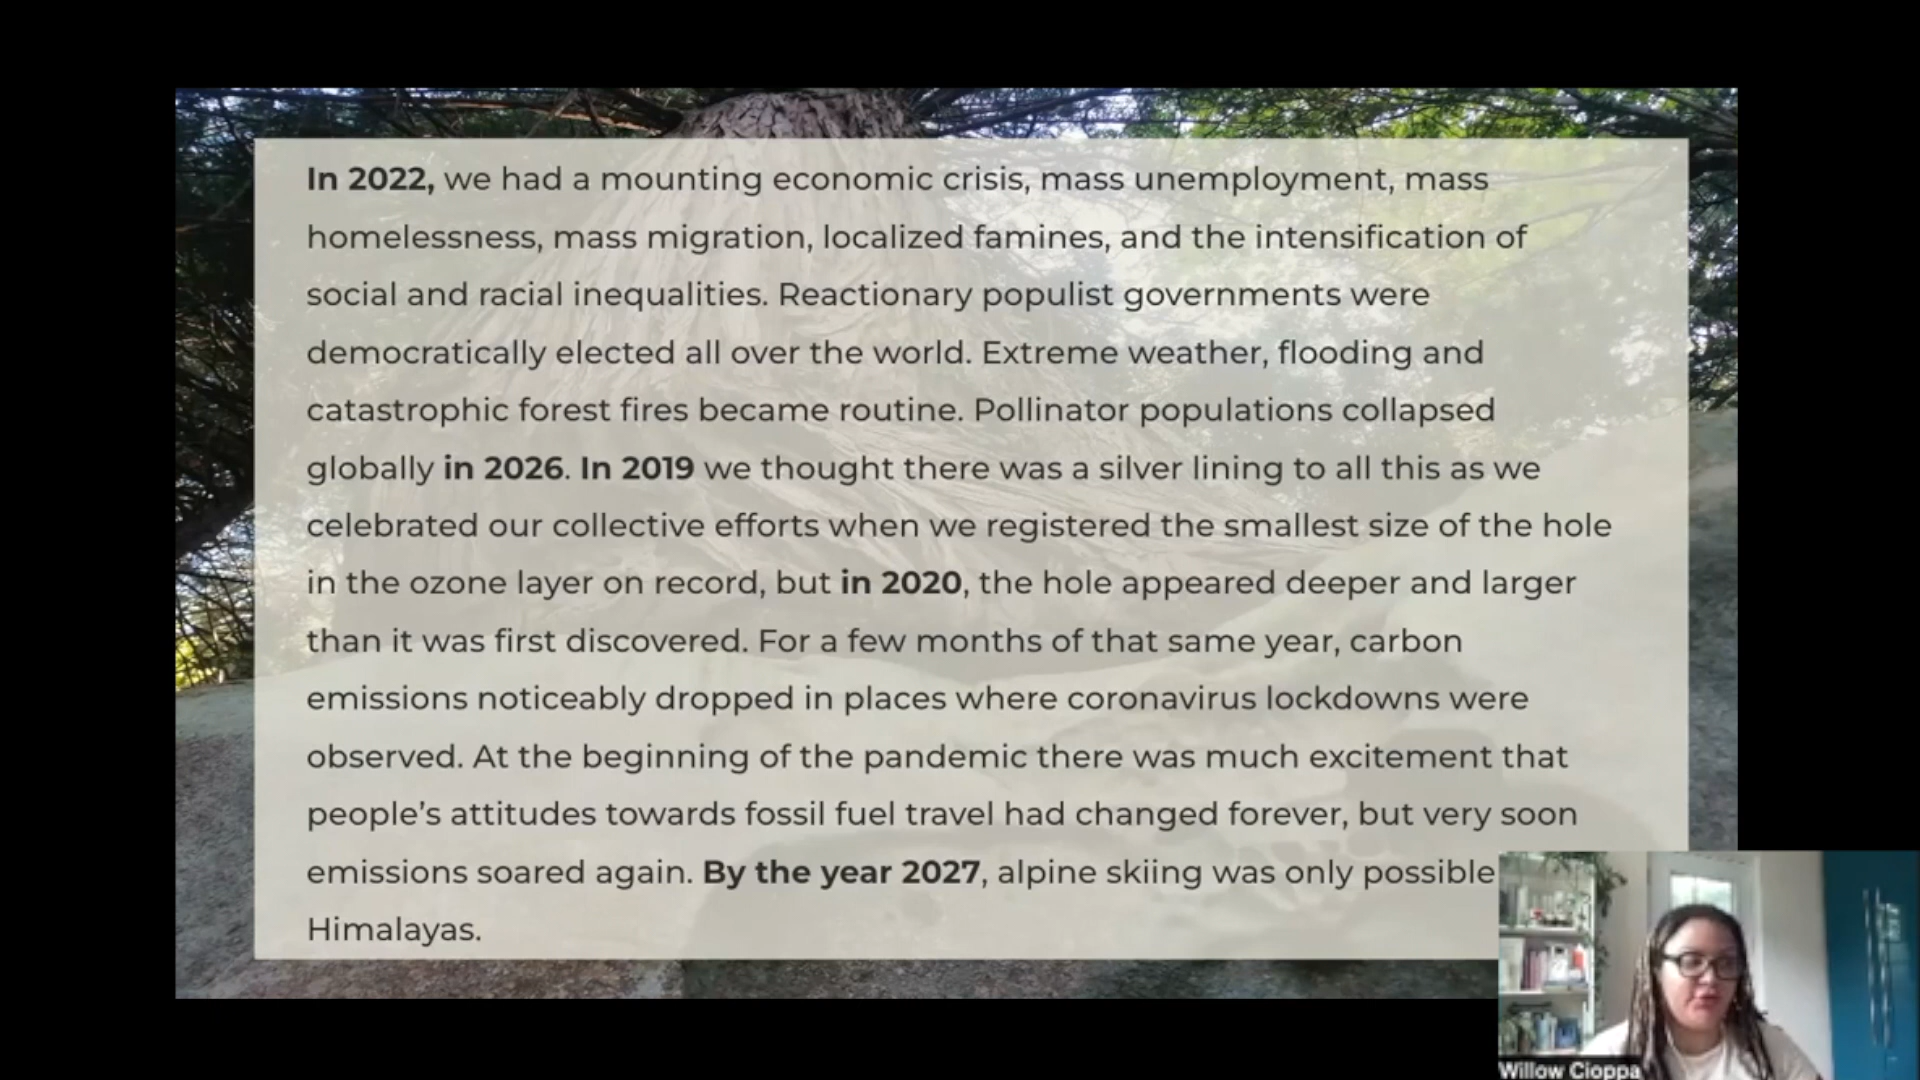 In 2022, we had a mounting economic crisis, mass unemployment, mass
homelessness, mass migration, localized famines, and the intensification of
social and racial inequalities. Reactionary populist governments were
democratically elected all over the world. Extreme weather, flooding and
catastrophic forest fires became routine. Pollinator populations collapsed
globally in 2026. In 2019 we thought there was a silver lining to all this as we
celebrated our collective efforts when we registered the smallest size of the hole
in the ozone layer on record, but in 2020, the hole appeared deeper and larger
than it was first discovered. For a few months of that same year, carbon
emissions noticeably dropped in places where coronavirus lockdowns were
observed. At the beginning of the pandemic there was much excitement that
people’s attitudes towards fossil fuel travel had changed forever, but very soon
emissions soared again. By the year 2027, alpine skiing was only possible
Himalayas.
Willow Cioppa